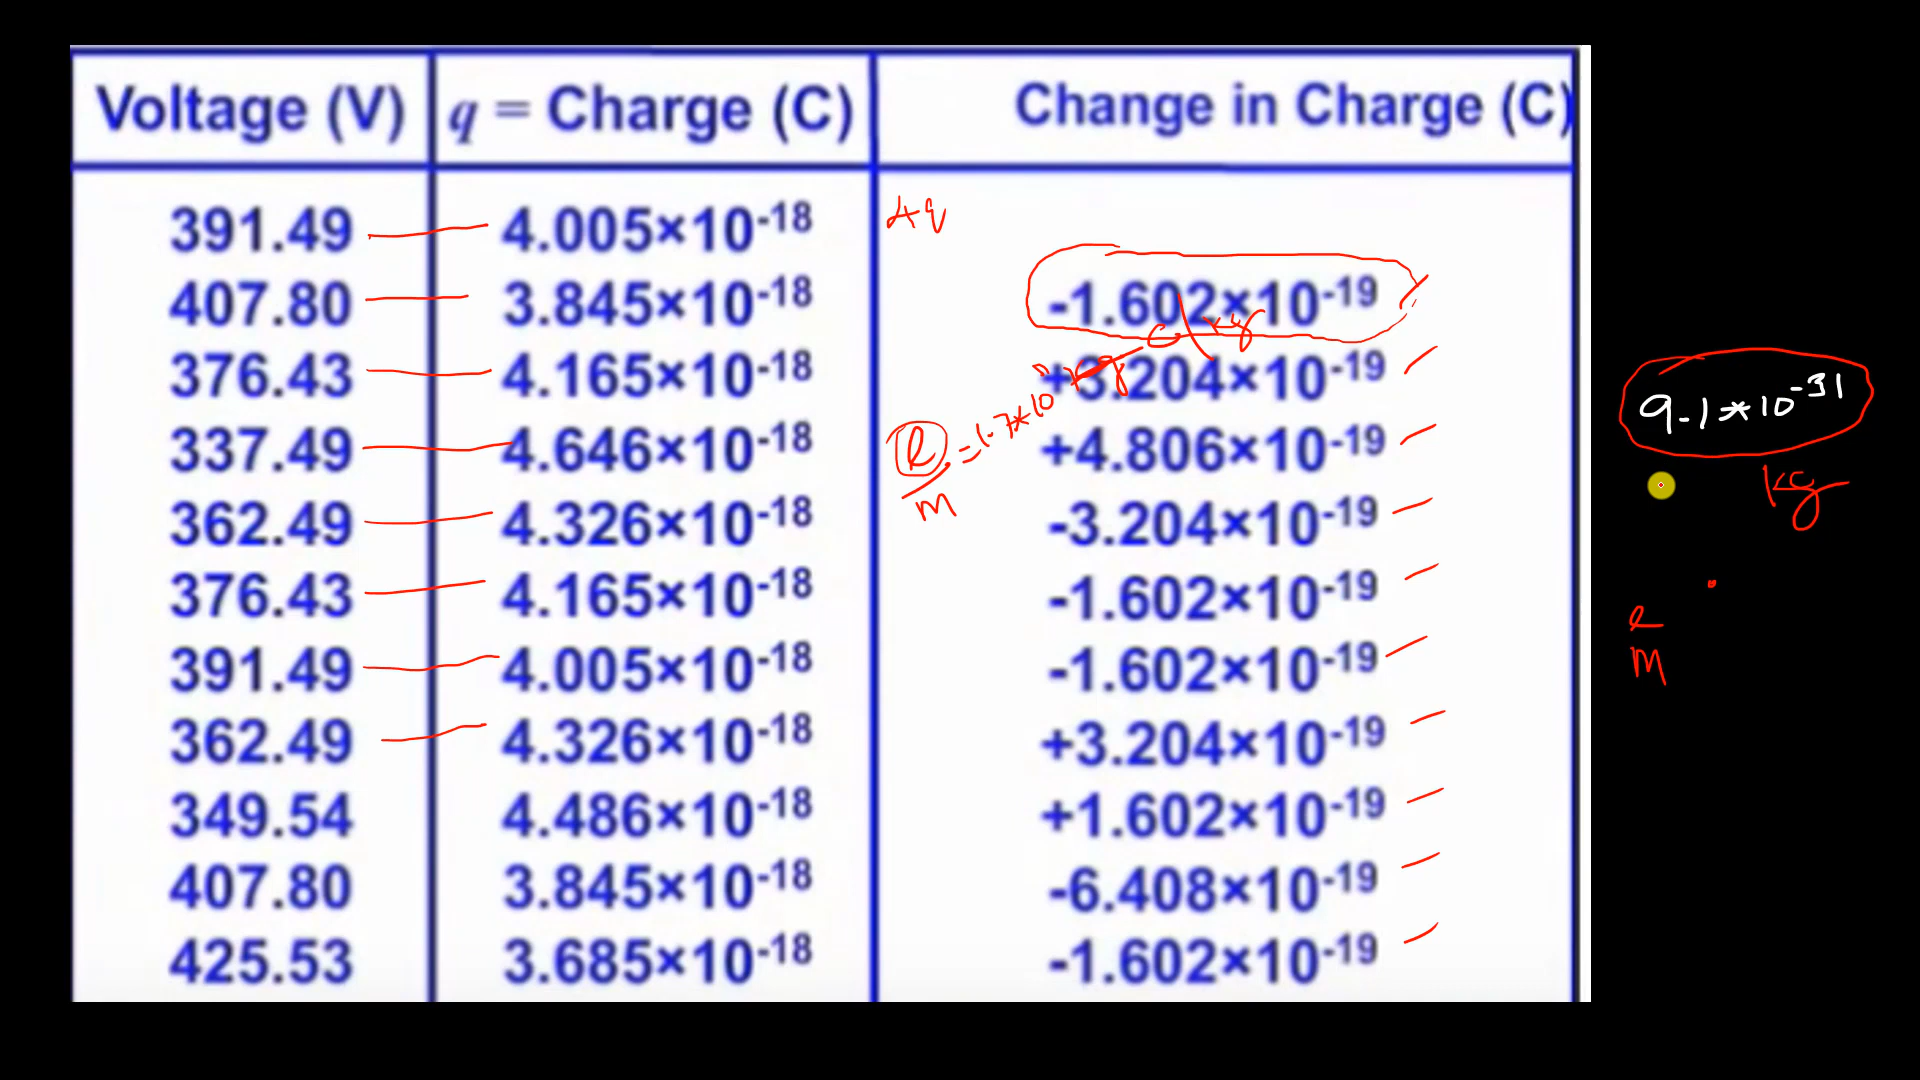 Voltage (V) q = Charge (C) Change in Charge (C)
391.49 4.005×10⁻¹⁸ Δq
407.80 3.845×10⁻¹⁸ -1.602×10⁻¹⁹
376.43 4.165×10⁻¹⁸ +3.204×10⁻¹⁹
337.49 4.646×10⁻¹⁸ +4.806×10⁻¹⁹
362.49 4.326×10⁻¹⁸ -3.204×10⁻¹⁹
376.43 4.165×10⁻¹⁸ -1.602×10⁻¹⁹
391.49 4.005×10⁻¹⁸ -1.602×10⁻¹⁹
362.49 4.326×10⁻¹⁸ +3.204×10⁻¹⁹
349.54 4.486×10⁻¹⁸ +1.602×10⁻¹⁹
407.80 3.845×10⁻¹⁸ -6.408×10⁻¹⁹
425.53 3.685×10⁻¹⁸ -1.602×10⁻¹⁹
e/m = 1.7*10 C/kg
9.1*10⁻³¹
kg
e
m